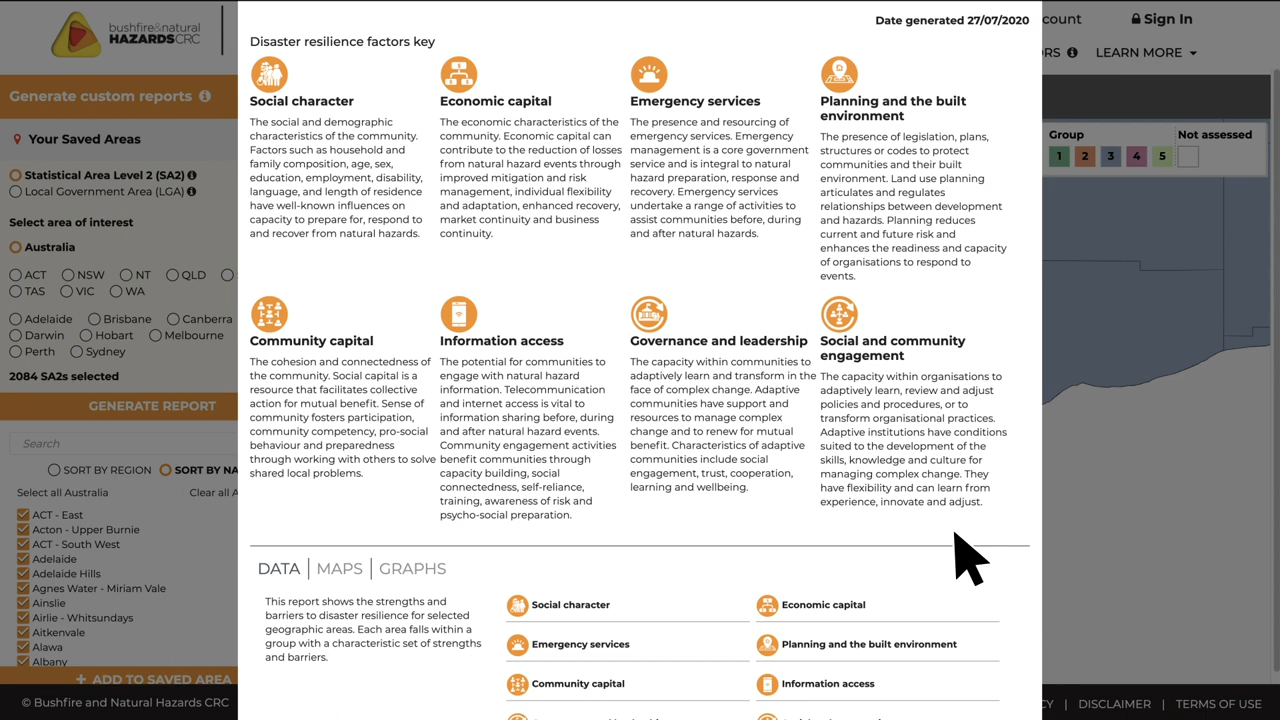 bushfire&natural
HAZARDSCRC
count
Sign In
ORS
LEARN MORE
Generate custom reports
Your Saved Areas
Statistical Area Level 2 (SA2)
Local Government Area (LGA)
Select area of interest
Australia
ACT NSW NT QLD
TAS VIC WA
Adelaide Brisbane Canberra
Darwin Hobart Melbourne
Perth Sydney
2084 SA2s selected
GENERATE REPORT
Search
SORT BY REGION SORT BY NA
Select all Australia Clear all A
ACT - East
Acton - Upper Burnie
ACT - South West
Adelaide
Adelaide Hills
Agnes Water - Miriam Vale
Ainslie
Airlie - Whitsundays
Aitkenvale
Alawa
Albany
+ ADD TO SAVED AREA
© Bushfire and Natural Hazards CRC
Date generated 27/07/2020
Disaster resilience factors key
Social character
The social and demographic
characteristics of the community.
Factors such as household and
family composition, age, sex,
education, employment, disability,
language, and length of residence
have well-known influences on
capacity to prepare for, respond to
and recover from natural hazards.
Economic capital
The economic characteristics of the
community. Economic capital can
contribute to the reduction of losses
from natural hazard events through
improved mitigation and risk
management, individual flexibility
and adaptation, enhanced recovery,
market continuity and business
continuity.
Emergency services
The presence and resourcing of
emergency services. Emergency
management is a core government
service and is integral to natural
hazard preparation, response and
recovery. Emergency services
undertake a range of activities to
assist communities before, during
and after natural hazards.
Planning and the built
environment
The presence of legislation, plans,
structures or codes to protect
communities and their built
environment. Land use planning
articulates and regulates
relationships between development
and hazards. Planning reduces
current and future risk and
enhances the readiness and capacity
of organisations to respond to
events.
Community capital
The cohesion and connectedness of
the community. Social capital is a
resource that facilitates collective
action for mutual benefit. Sense of
community fosters participation,
community competency, pro-social
behaviour and preparedness
through working with others to solve
shared local problems.
Information access
The potential for communities to
engage with natural hazard
information. Telecommunication
and internet access is vital to
information sharing before, during
and after natural hazard events.
Community engagement activities
benefit communities through
capacity building, social
connectedness, self-reliance,
training, awareness of risk and
psycho-social preparation.
Governance and leadership
The capacity within communities to
adaptively learn and transform in the
face of complex change. Adaptive
communities have support and
resources to manage complex
change and to renew for mutual
benefit. Characteristics of adaptive
communities include social
engagement, trust, cooperation,
learning and wellbeing.
Social and community
engagement
The capacity within organisations to
adaptively learn, review and adjust
policies and procedures, or to
transform organisational practices.
Adaptive institutions have conditions
suited to the development of the
skills, knowledge and culture for
managing complex change. They
have flexibility and can learn from
experience, innovate and adjust.
DATA | MAPS | GRAPHS
This report shows the strengths and
barriers to disaster resilience for selected
geographic areas. Each area falls within a
group with a characteristic set of strengths
and barriers.
Social character
Economic capital
Emergency services
Planning and the built environment
Community capital
Information access
Group
Not assessed
1 2 3 4 5
CY | DISCLAIMER | TERMS OF USE